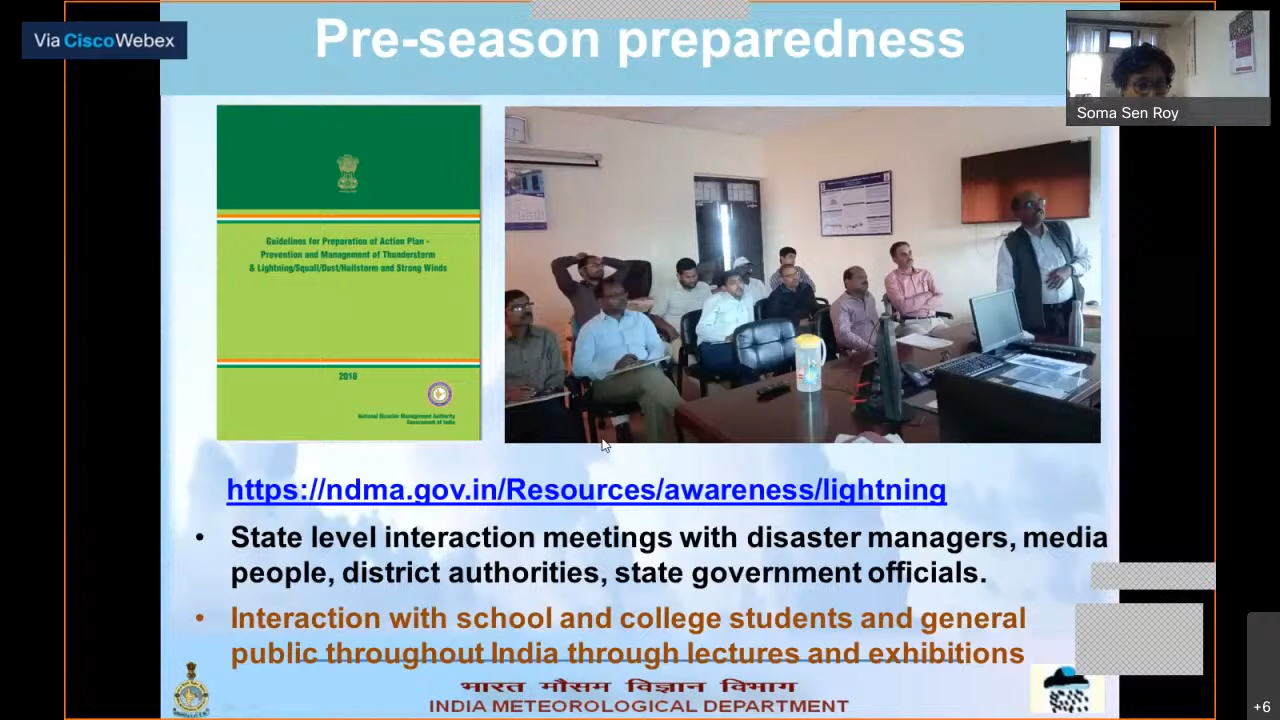 Pre-season preparedness
Via Cisco Webex
Soma Sen Roy
Guidelines for Preparation of Action Plan -
Prevention and Management of Thunderstorm
& Lightning/Squall/Dust/Hailstorm and Strong Winds
2018
National Disaster Management Authority
Government of India
https://ndma.gov.in/Resources/awareness/lightning
• State level interaction meetings with disaster managers, media
people, district authorities, state government officials.
• Interaction with school and college students and general
public throughout India through lectures and exhibitions
भारत मौसम विज्ञान विभाग
INDIA METEOROLOGICAL DEPARTMENT
+6